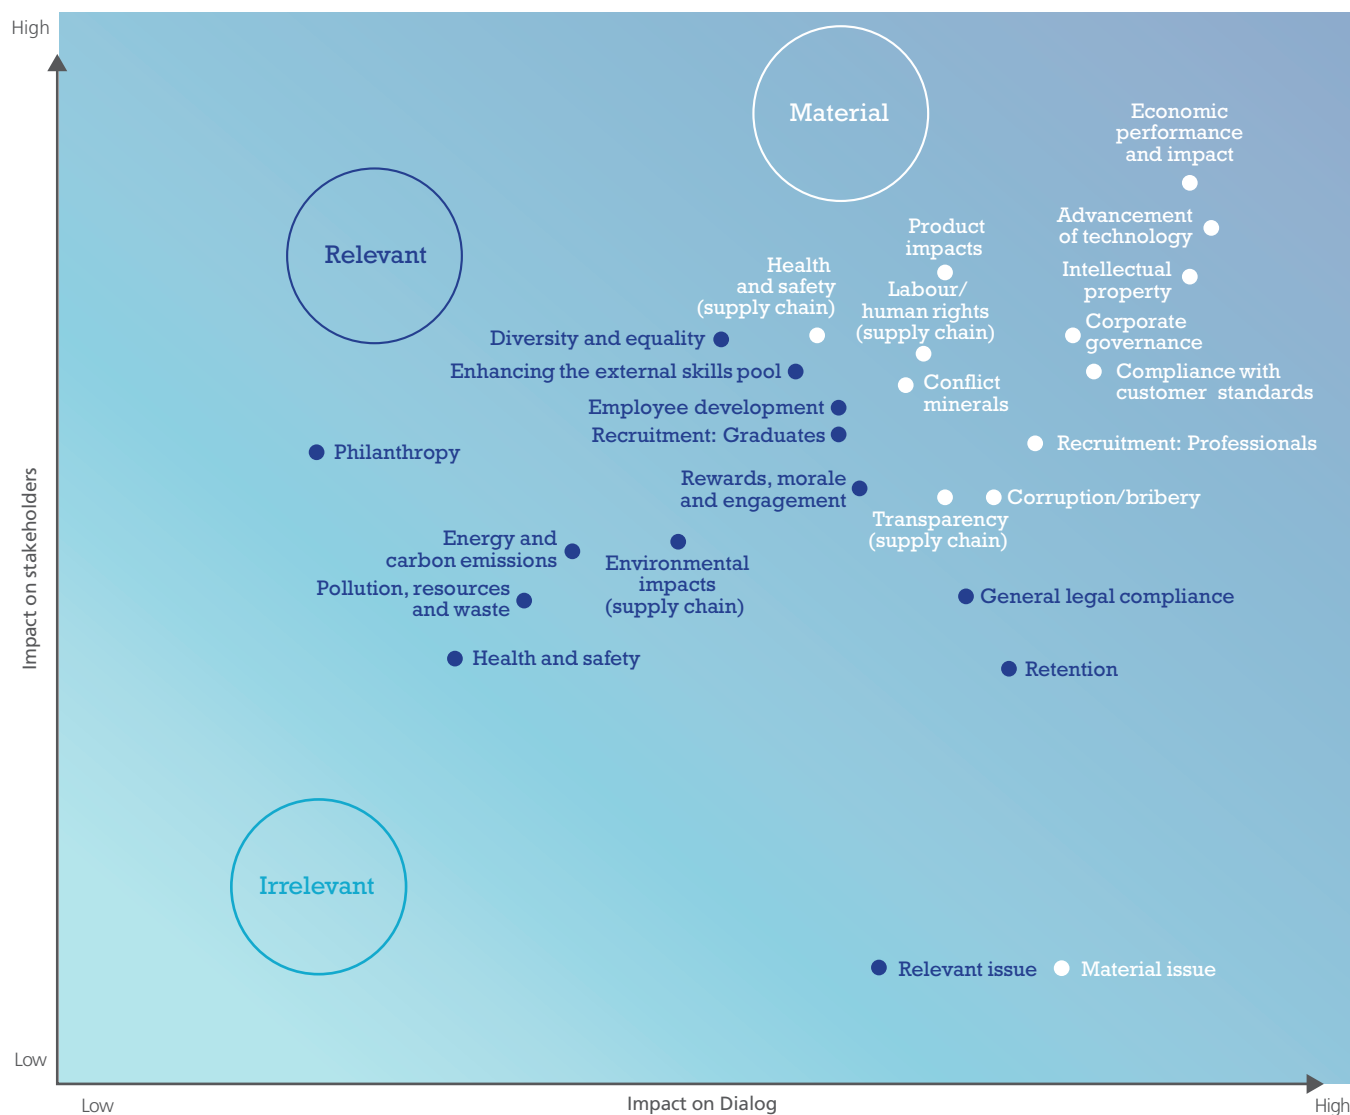 High
Material
Economic
performance
and impact
Relevant
Advancement
of technology
Product
impacts
Intellectual
property
Health
and safety
(supply chain)
Labour/
human rights
(supply chain)
Corporate
governance
Diversity and equality
Enhancing the external skills pool
Compliance with
customer standards
Conflict
minerals
Employee development
Recruitment: Graduates
Recruitment: Professionals
Philanthropy
Rewards, morale
and engagement
Corruption/bribery
Transparency
(supply chain)
Energy and
carbon emissions
Environmental
impacts
(supply chain)
Pollution, resources
and waste
General legal compliance
Health and safety
Retention
Impact on stakeholders
Irrelevant
Relevant issue
Material issue
Low
Low
Impact on Dialog
High